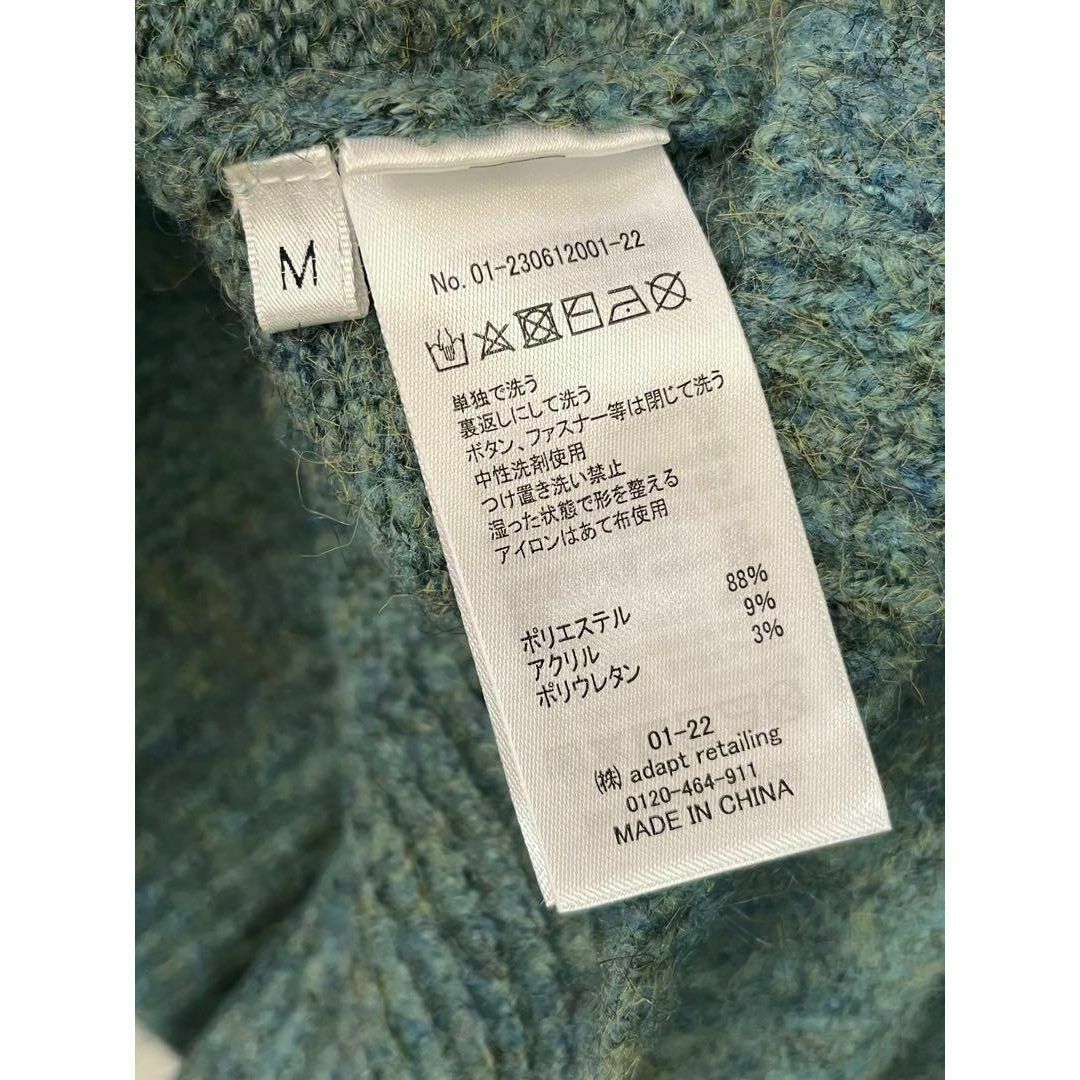 M
No. 01-230612001-22
単独で洗う
裏返しにして洗う
ボタン、ファスナー等は閉じて洗う
中性洗剤使用
つけ置き洗い禁止
湿った状態で形を整える
アイロンはあて布使用
ポリエステル 88%
アクリル 9%
ポリウレタン 3%
01-22
㈱ adapt retailing
0120-464-911
MADE IN CHINA